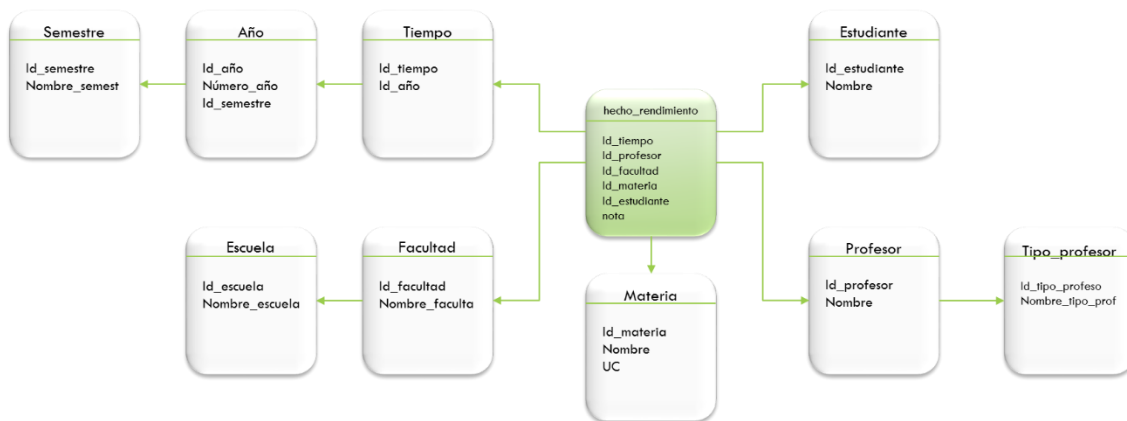 Semestre
Id_semestre
Nombre_semest
Año
Id_año
Número_año
Id_semestre
Tiempo
Id_tiempo
Id_año
hecho_rendimiento
Id_tiempo
Id_profesor
Id_facultad
Id_materia
Id_estudiante
nota
Estudiante
Id_estudiante
Nombre
Escuela
Id_escuela
Nombre_escuela
Facultad
Id_facultad
Nombre_faculta
Materia
Id_materia
Nombre
UC
Profesor
Id_profesor
Nombre
Tipo_profesor
Id_tipo_profeso
Nombre_tipo_prof